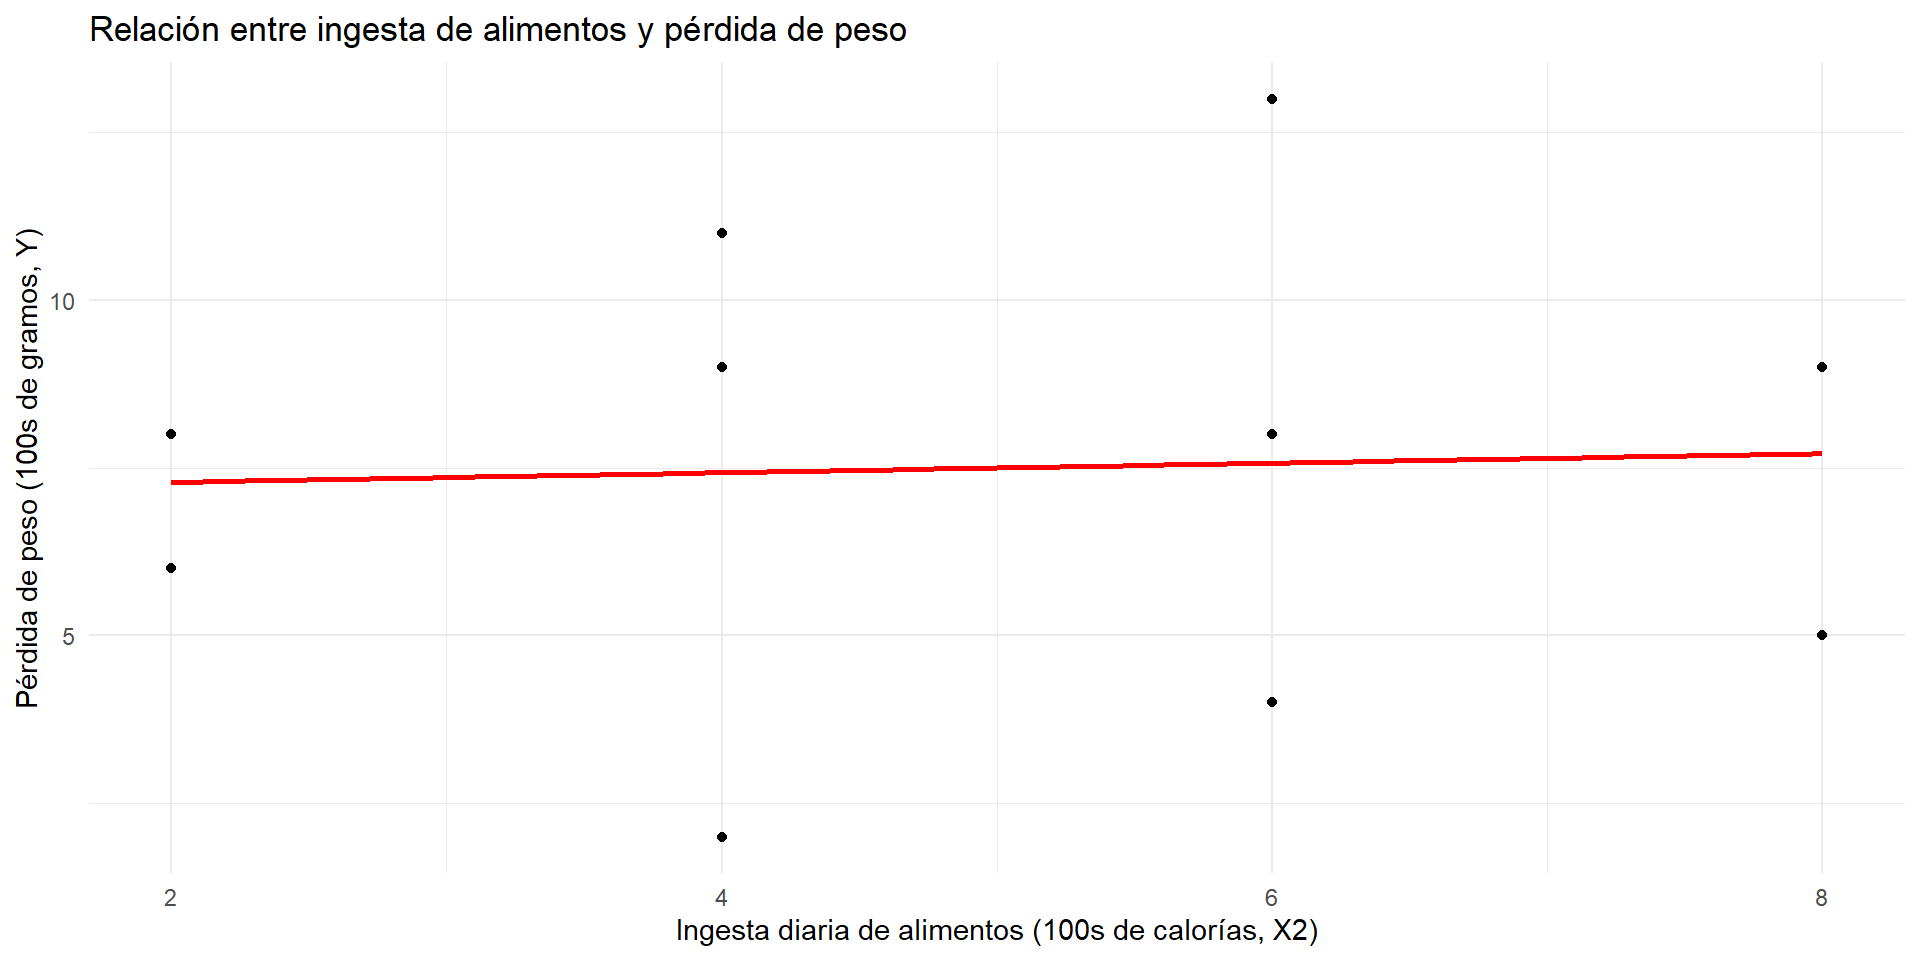 Relación entre ingesta de alimentos y pérdida de peso
Pérdida de peso (100s de gramos, Y)
10
5
2
4
6
8
Ingesta diaria de alimentos (100s de calorías, X2)